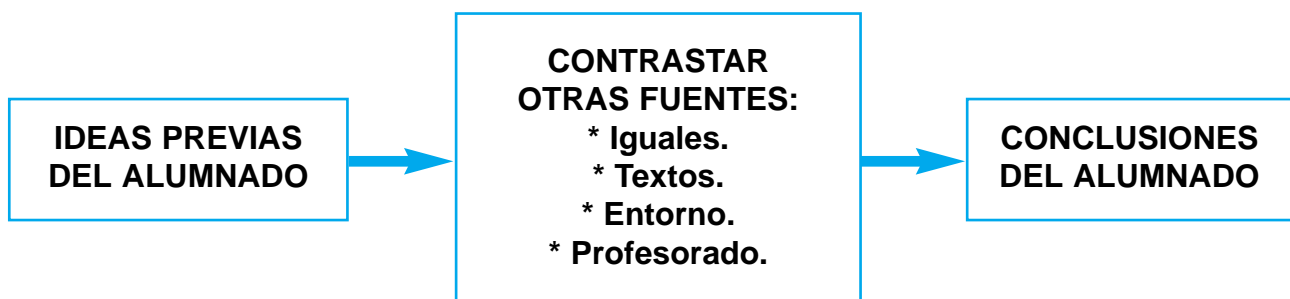 IDEAS PREVIAS
DEL ALUMNADO
CONTRASTAR
OTRAS FUENTES:
* Iguales.
* Textos.
* Entorno.
* Profesorado.
CONCLUSIONES
DEL ALUMNADO